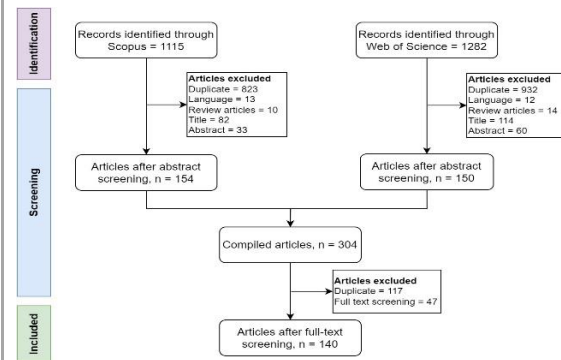 Identification
Records identified through
Scopus = 1115
Records identified through
Web of Science = 1282
Articles excluded
Duplicate = 823
Language = 13
Review articles = 10
Title = 82
Abstract = 33
Articles excluded
Duplicate = 932
Language = 12
Review articles = 14
Title = 114
Abstract = 60
Screening
Articles after abstract
screening, n = 154
Articles after abstract
screening, n = 150
Compiled articles, n = 304
Articles excluded
Duplicate = 117
Full text screening = 47
Included
Articles after full-text
screening, n = 140